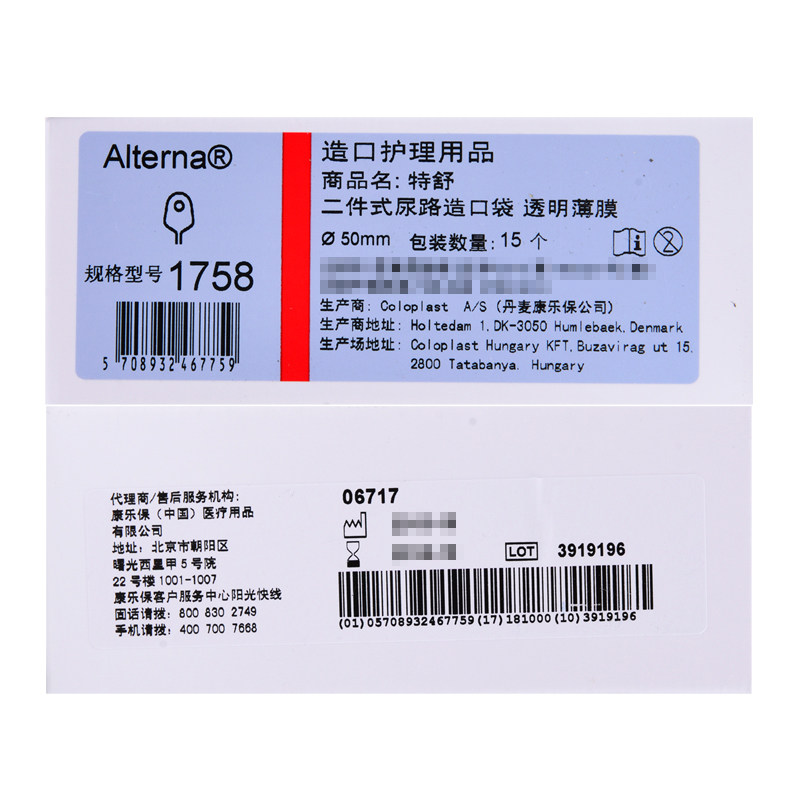 Alterna®
规格型号 1758
5 708932 467759
造口护理用品
商品名: 特舒
二件式尿路造口袋 透明薄膜
Ø 50mm 包装数量: 15 个
生产商: Coloplast A/S (丹麦康乐保公司)
生产商地址: Holtedam 1, DK-3050 Humlebaek, Denmark
生产场地址: Coloplast Hungary KFT, Buzavirag ut 15,
2800 Tatabanya, Hungary
代理商/售后服务机构:
康乐保 (中国) 医疗用品
有限公司
地址: 北京市朝阳区
曙光西里甲5号院
22号楼1001-1007
康乐保客户服务中心阳光快线
固话请拨: 800 830 2749
手机请拨: 400 700 7668
06717
LOT 3919196
(01)05708932467759(17)181000(10)3919196